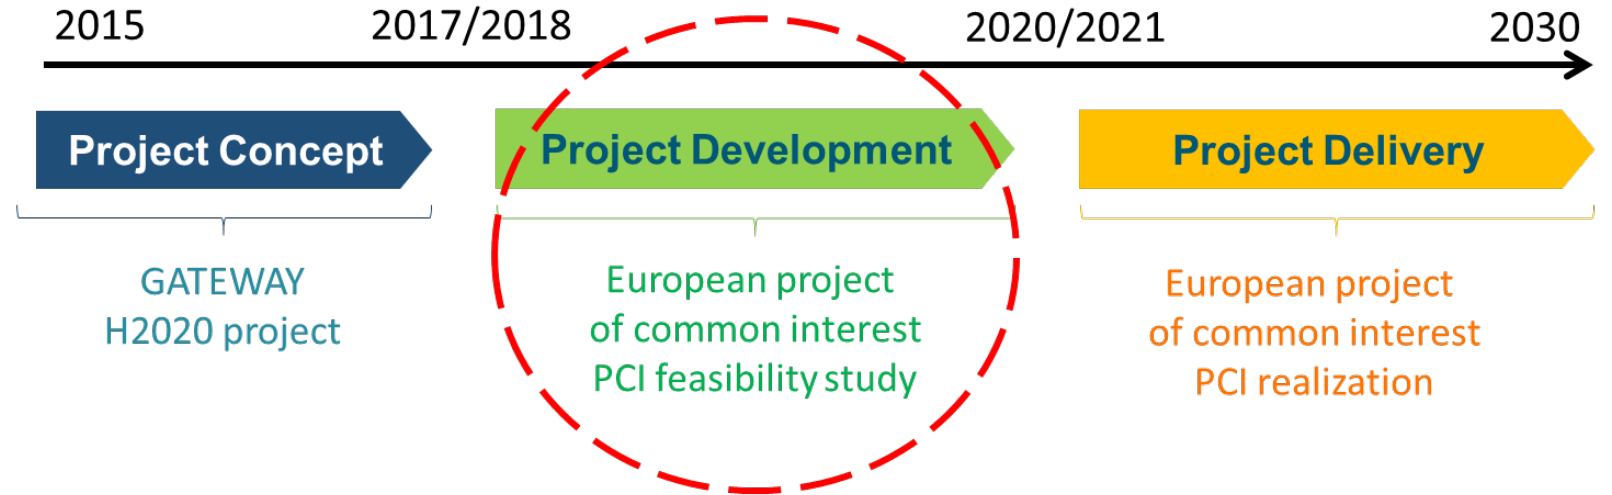 2015 2017/2018 2020/2021 2030
Project Concept Project Development Project Delivery
GATEWAY
H2020 project
European project
of common interest
PCI feasibility study
European project
of common interest
PCI realization